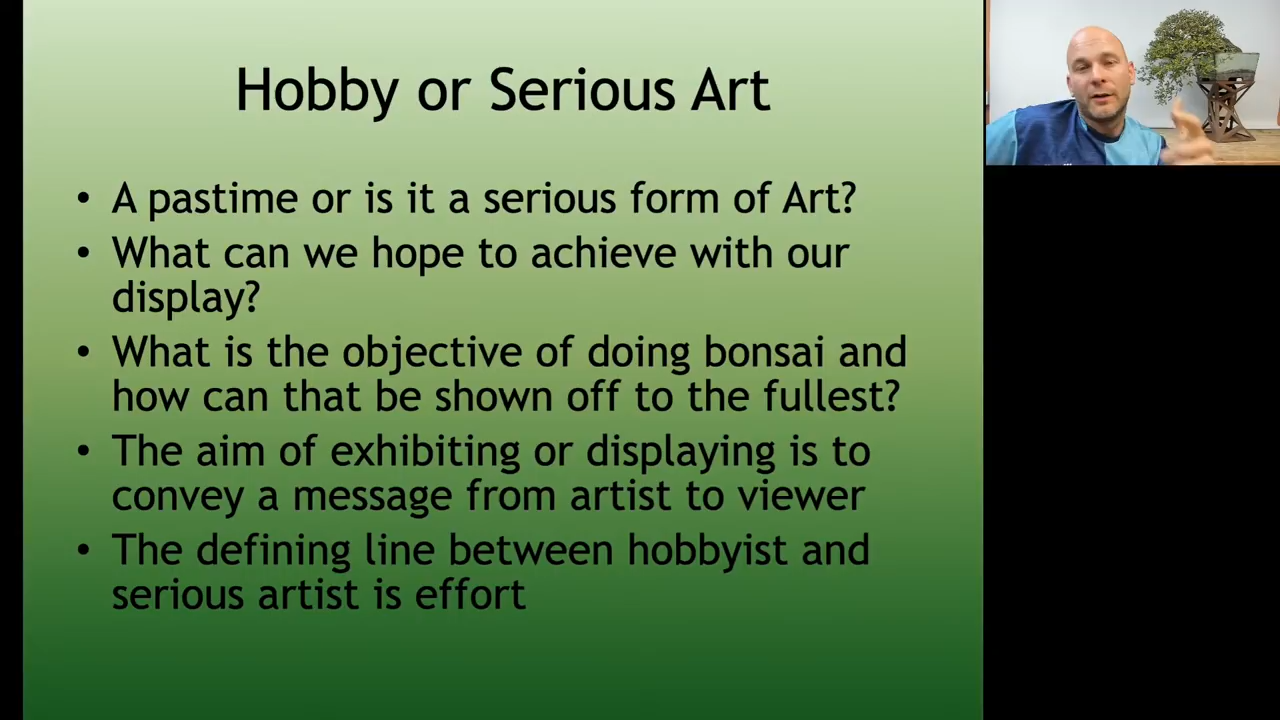 Hobby or Serious Art
• A pastime or is it a serious form of Art?
• What can we hope to achieve with our
display?
• What is the objective of doing bonsai and
how can that be shown off to the fullest?
• The aim of exhibiting or displaying is to
convey a message from artist to viewer
• The defining line between hobbyist and
serious artist is effort